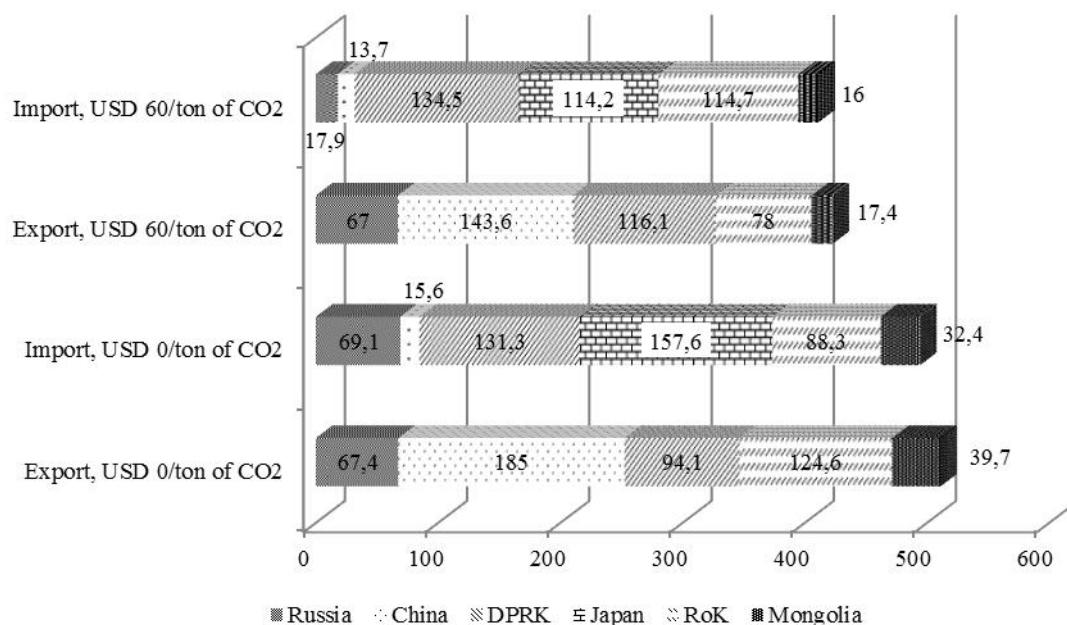 13,7
Import, USD 60/ton of CO2
134,5 114,2 114,7 16
17,9
Export, USD 60/ton of CO2
67 143,6 116,1 78 17,4
15,6
Import, USD 0/ton of CO2
69,1 131,3 157,6 88,3 32,4
Export, USD 0/ton of CO2
67,4 185 94,1 124,6 39,7
0 100 200 300 400 500 600
Russia China DPRK Japan RoK Mongolia